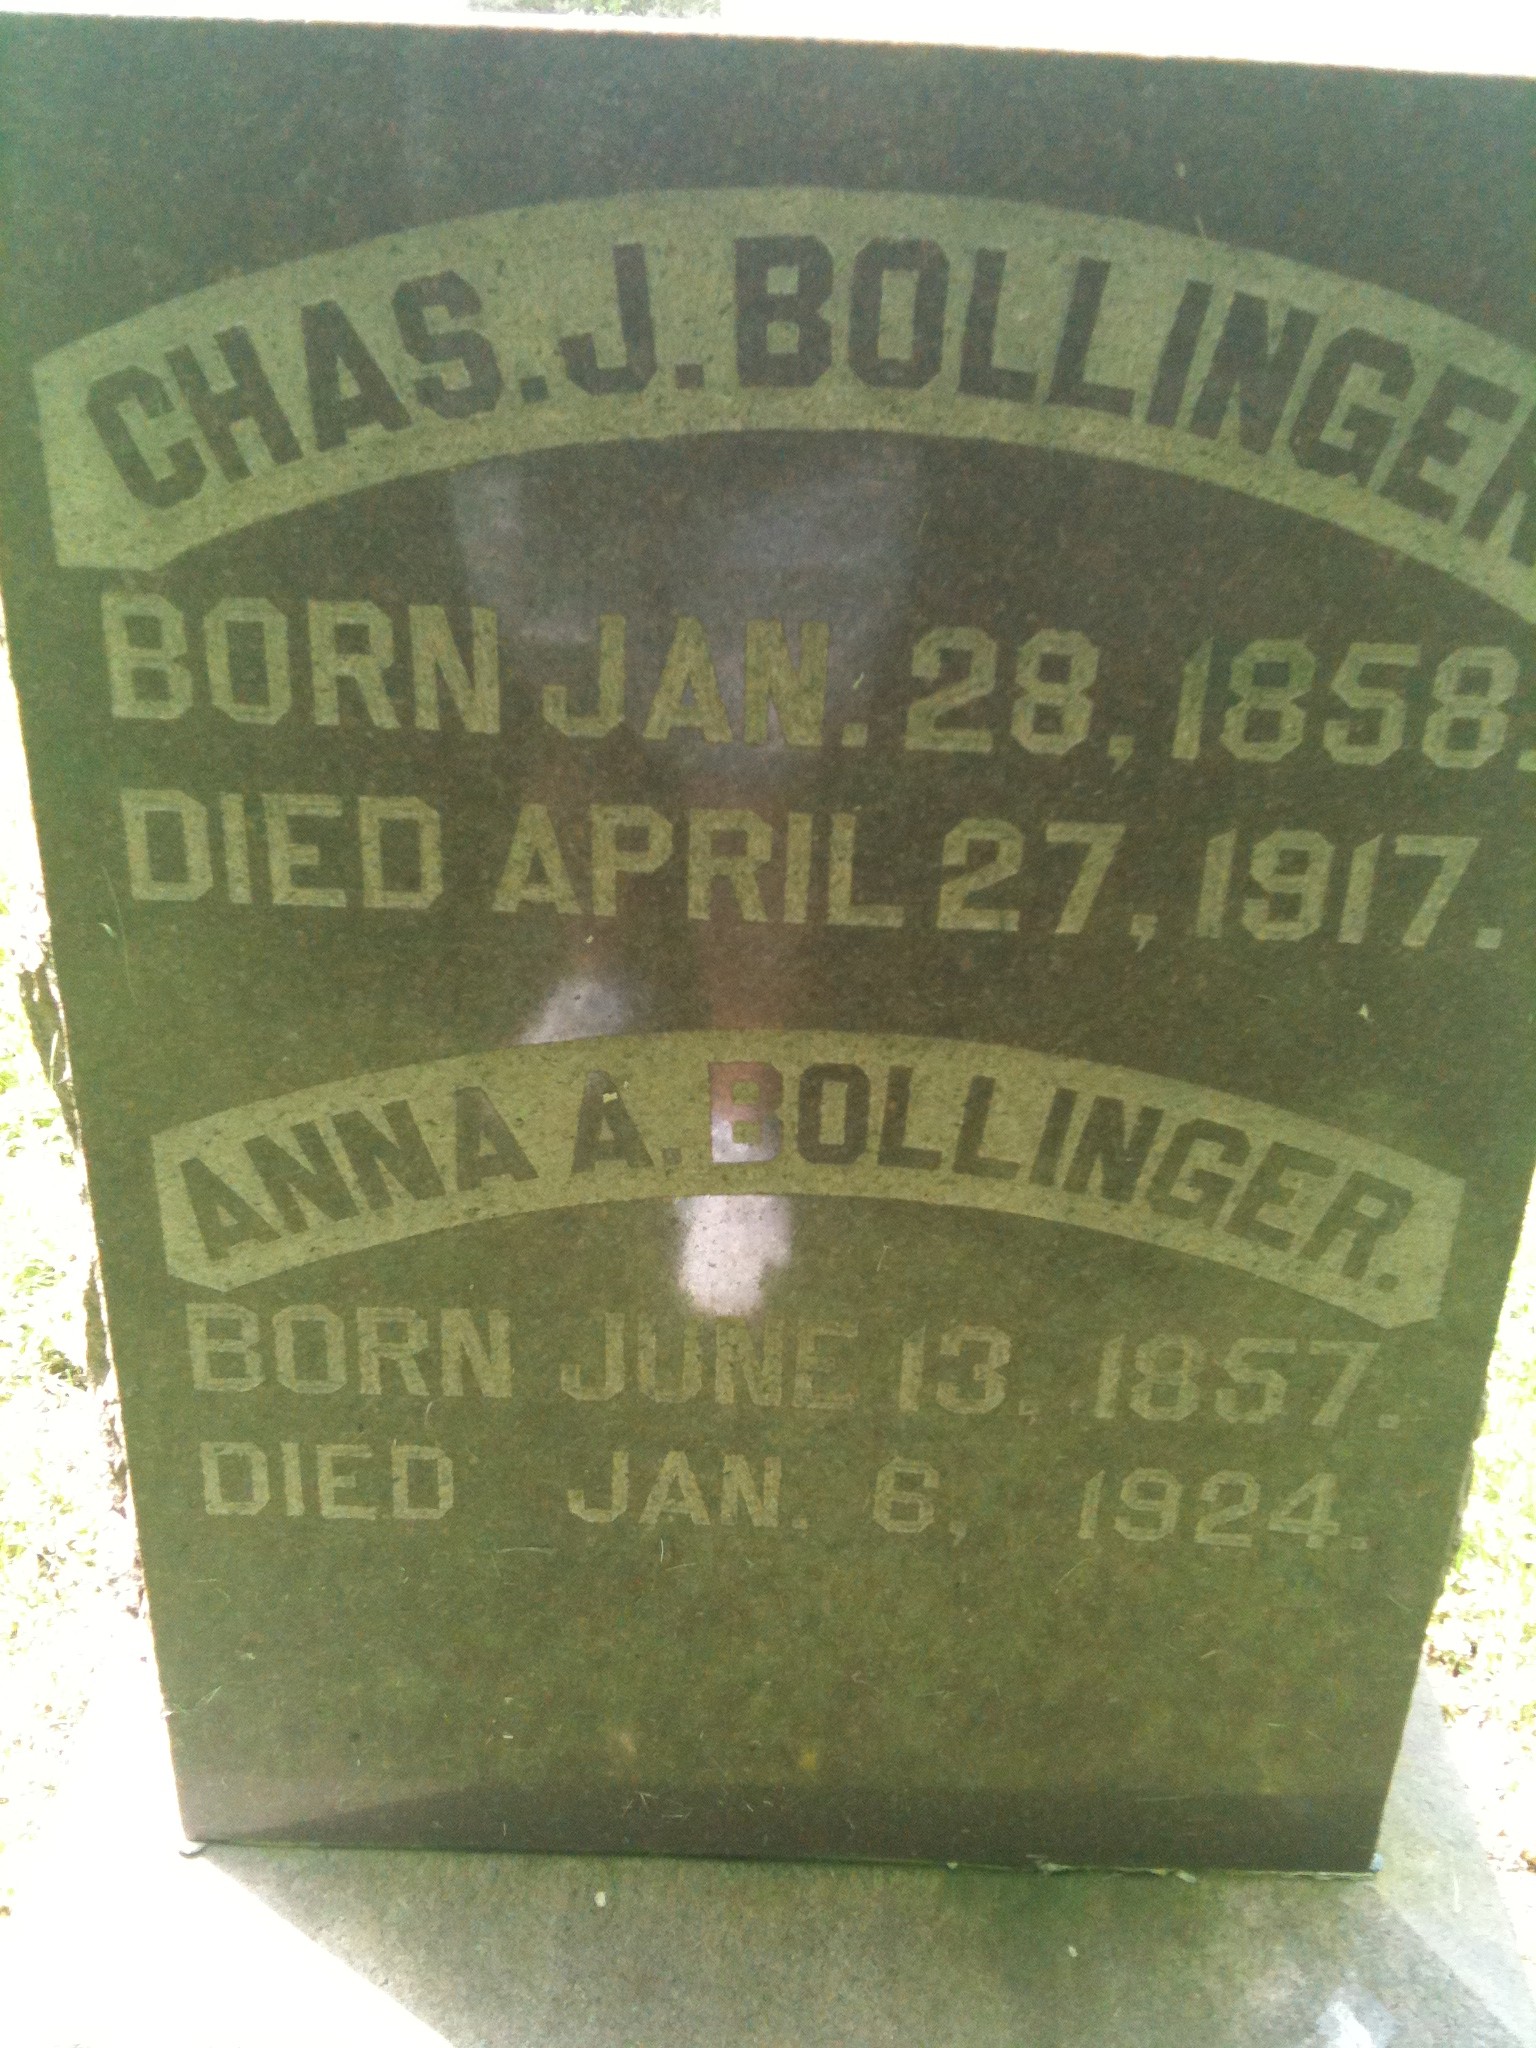 CHAS. J. BOLLINGER
BORN JAN. 28, 1858.
DIED APRIL 27, 1917.
ANNA A. BOLLINGER.
BORN JUNE 13, 1857.
DIED JAN. 6, 1924.